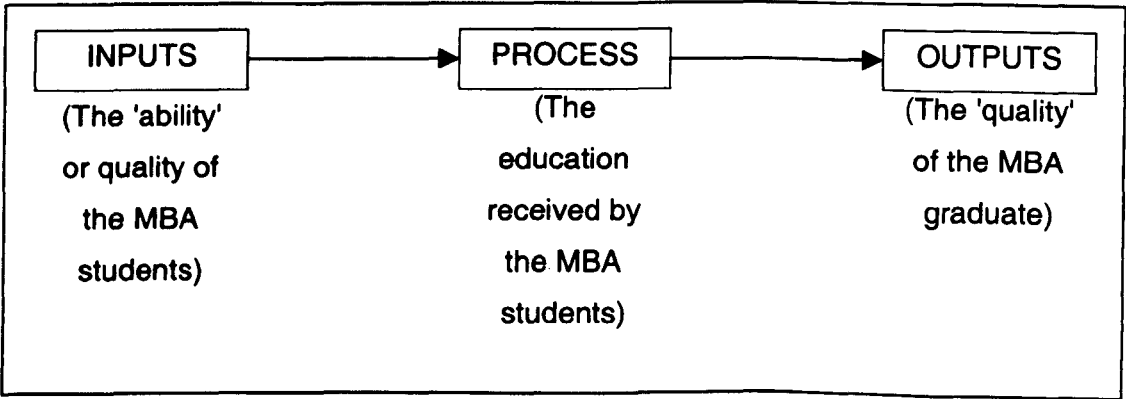 INPUTS
(The 'ability'
or quality of
the MBA
students)
PROCESS
(The
education
received by
the MBA
students)
OUTPUTS
(The 'quality'
of the MBA
graduate)